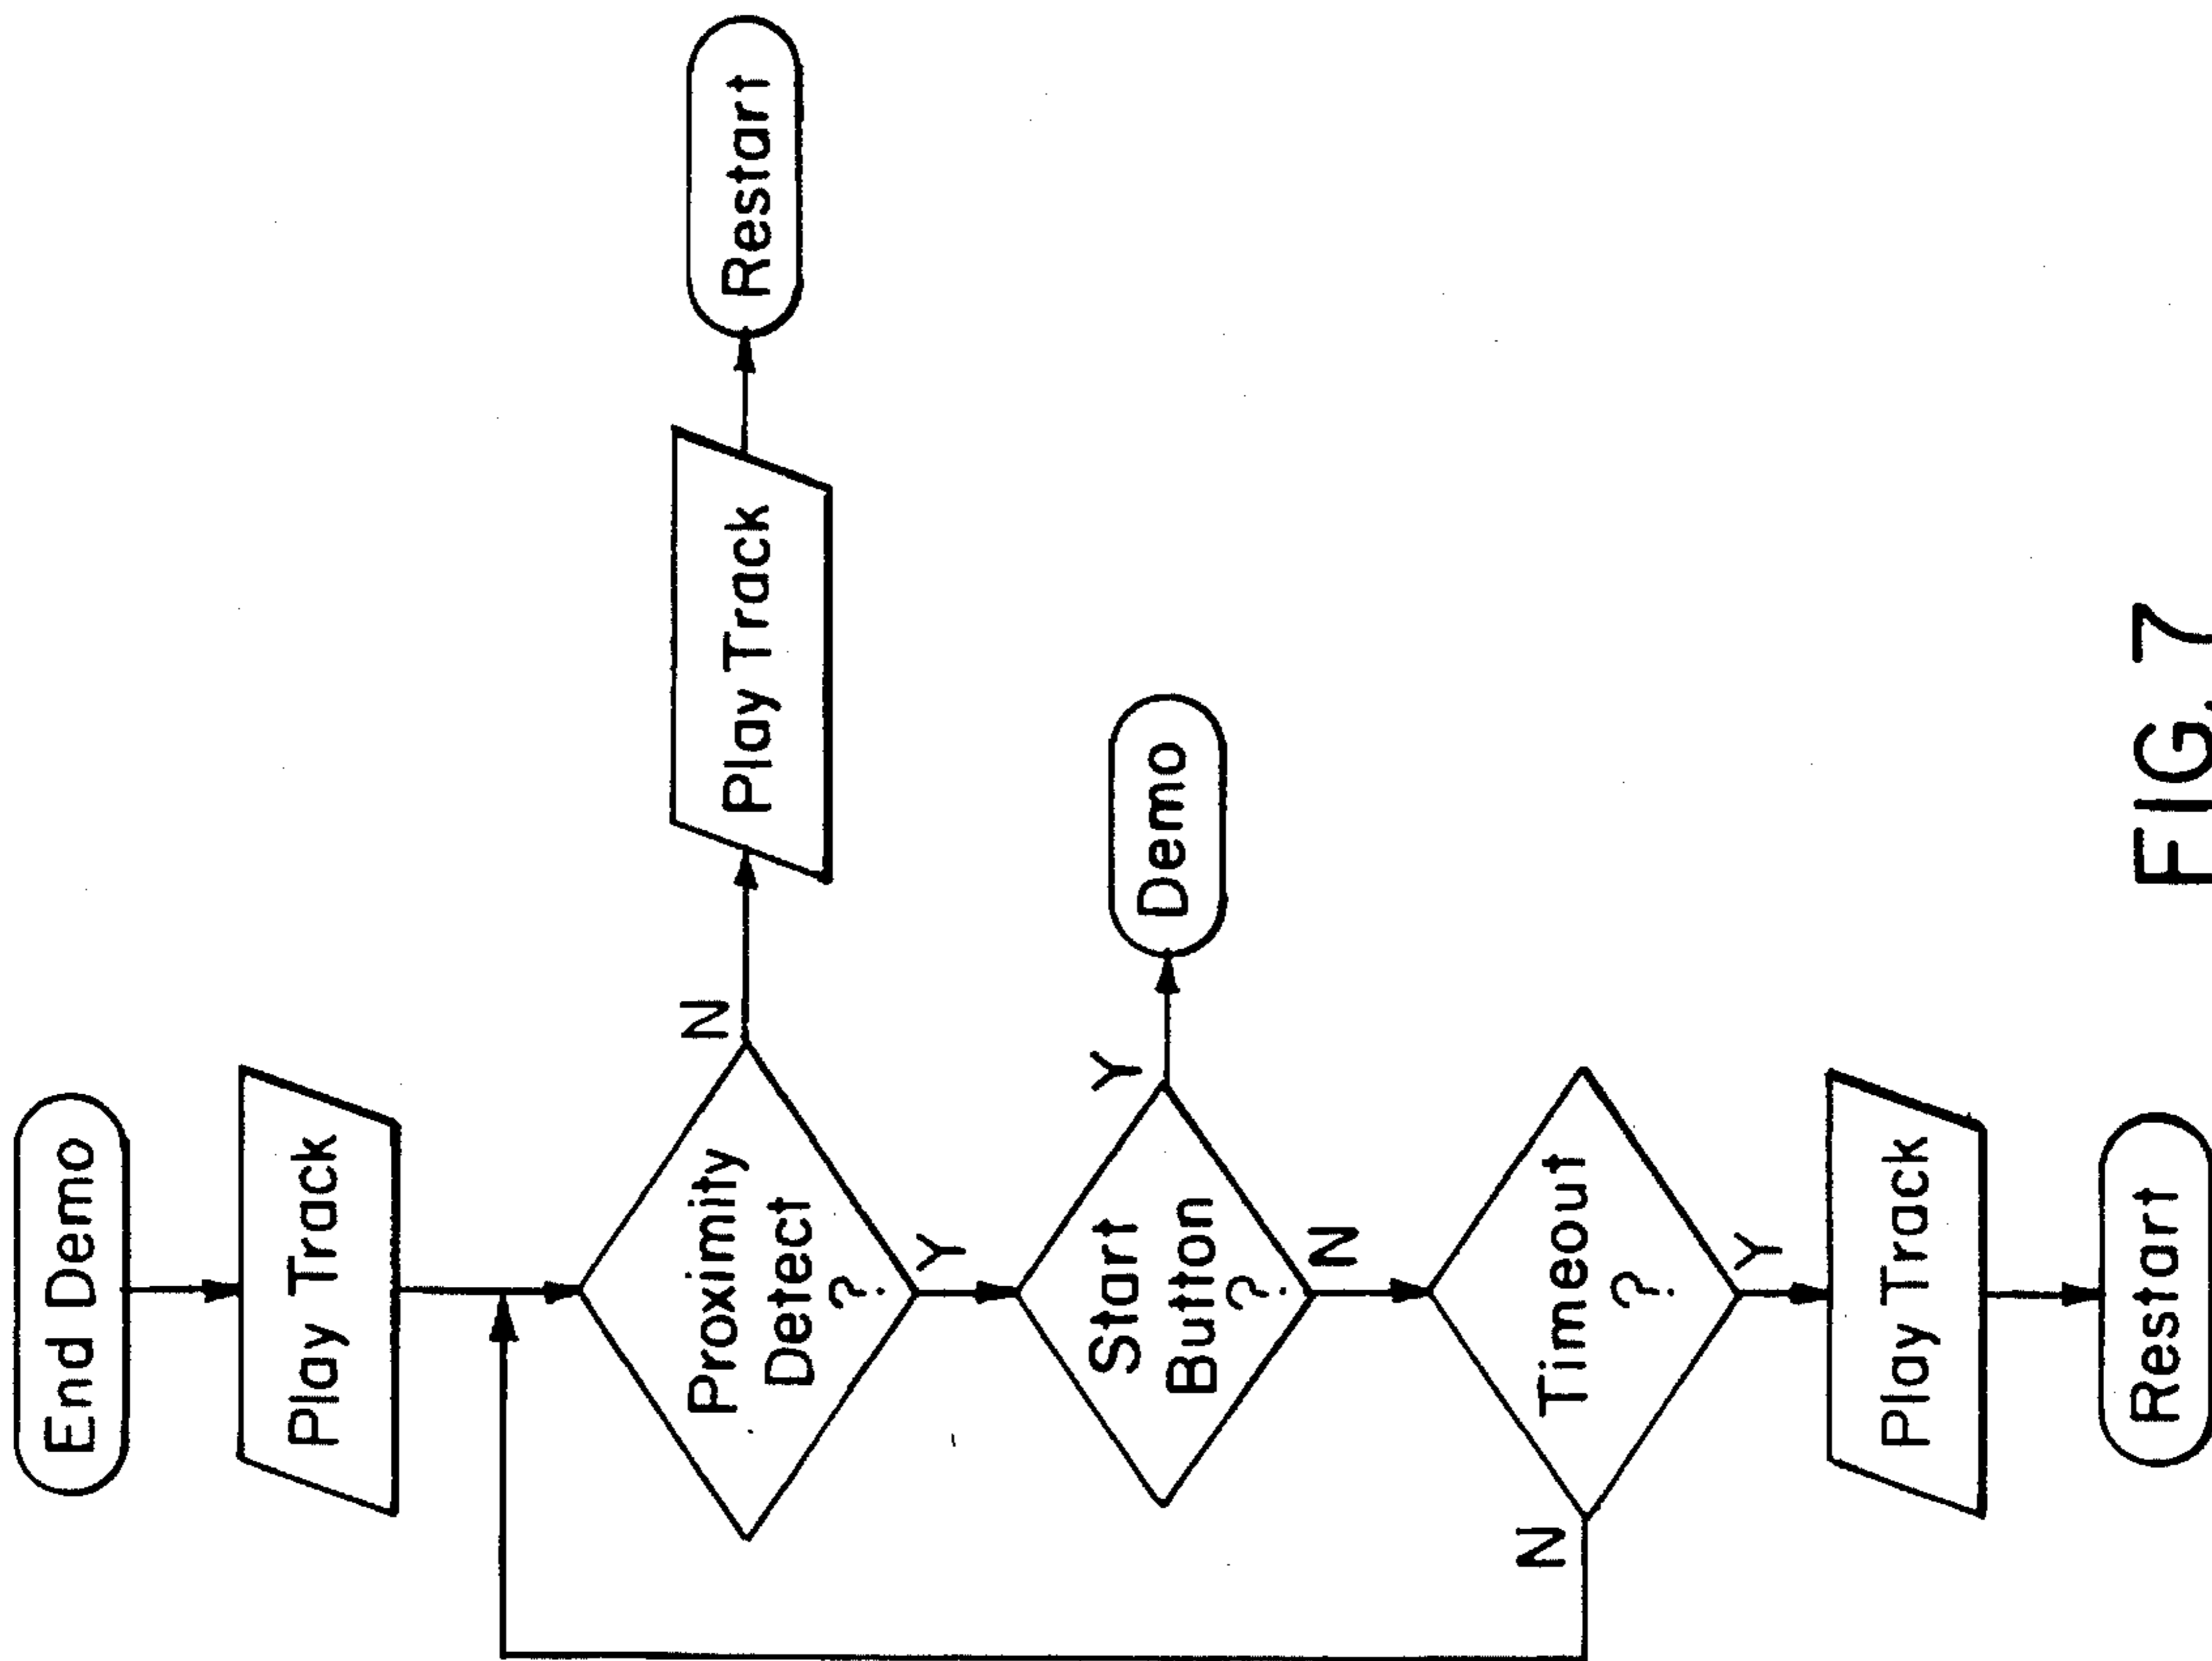 End Demo
Play Track
Proximity
Detect
?
N
Play Track
Restart
Y
Start
Button
?
Y
Demo
N
Timeout
?
N
Y
Play Track
Restart
FIG. 7